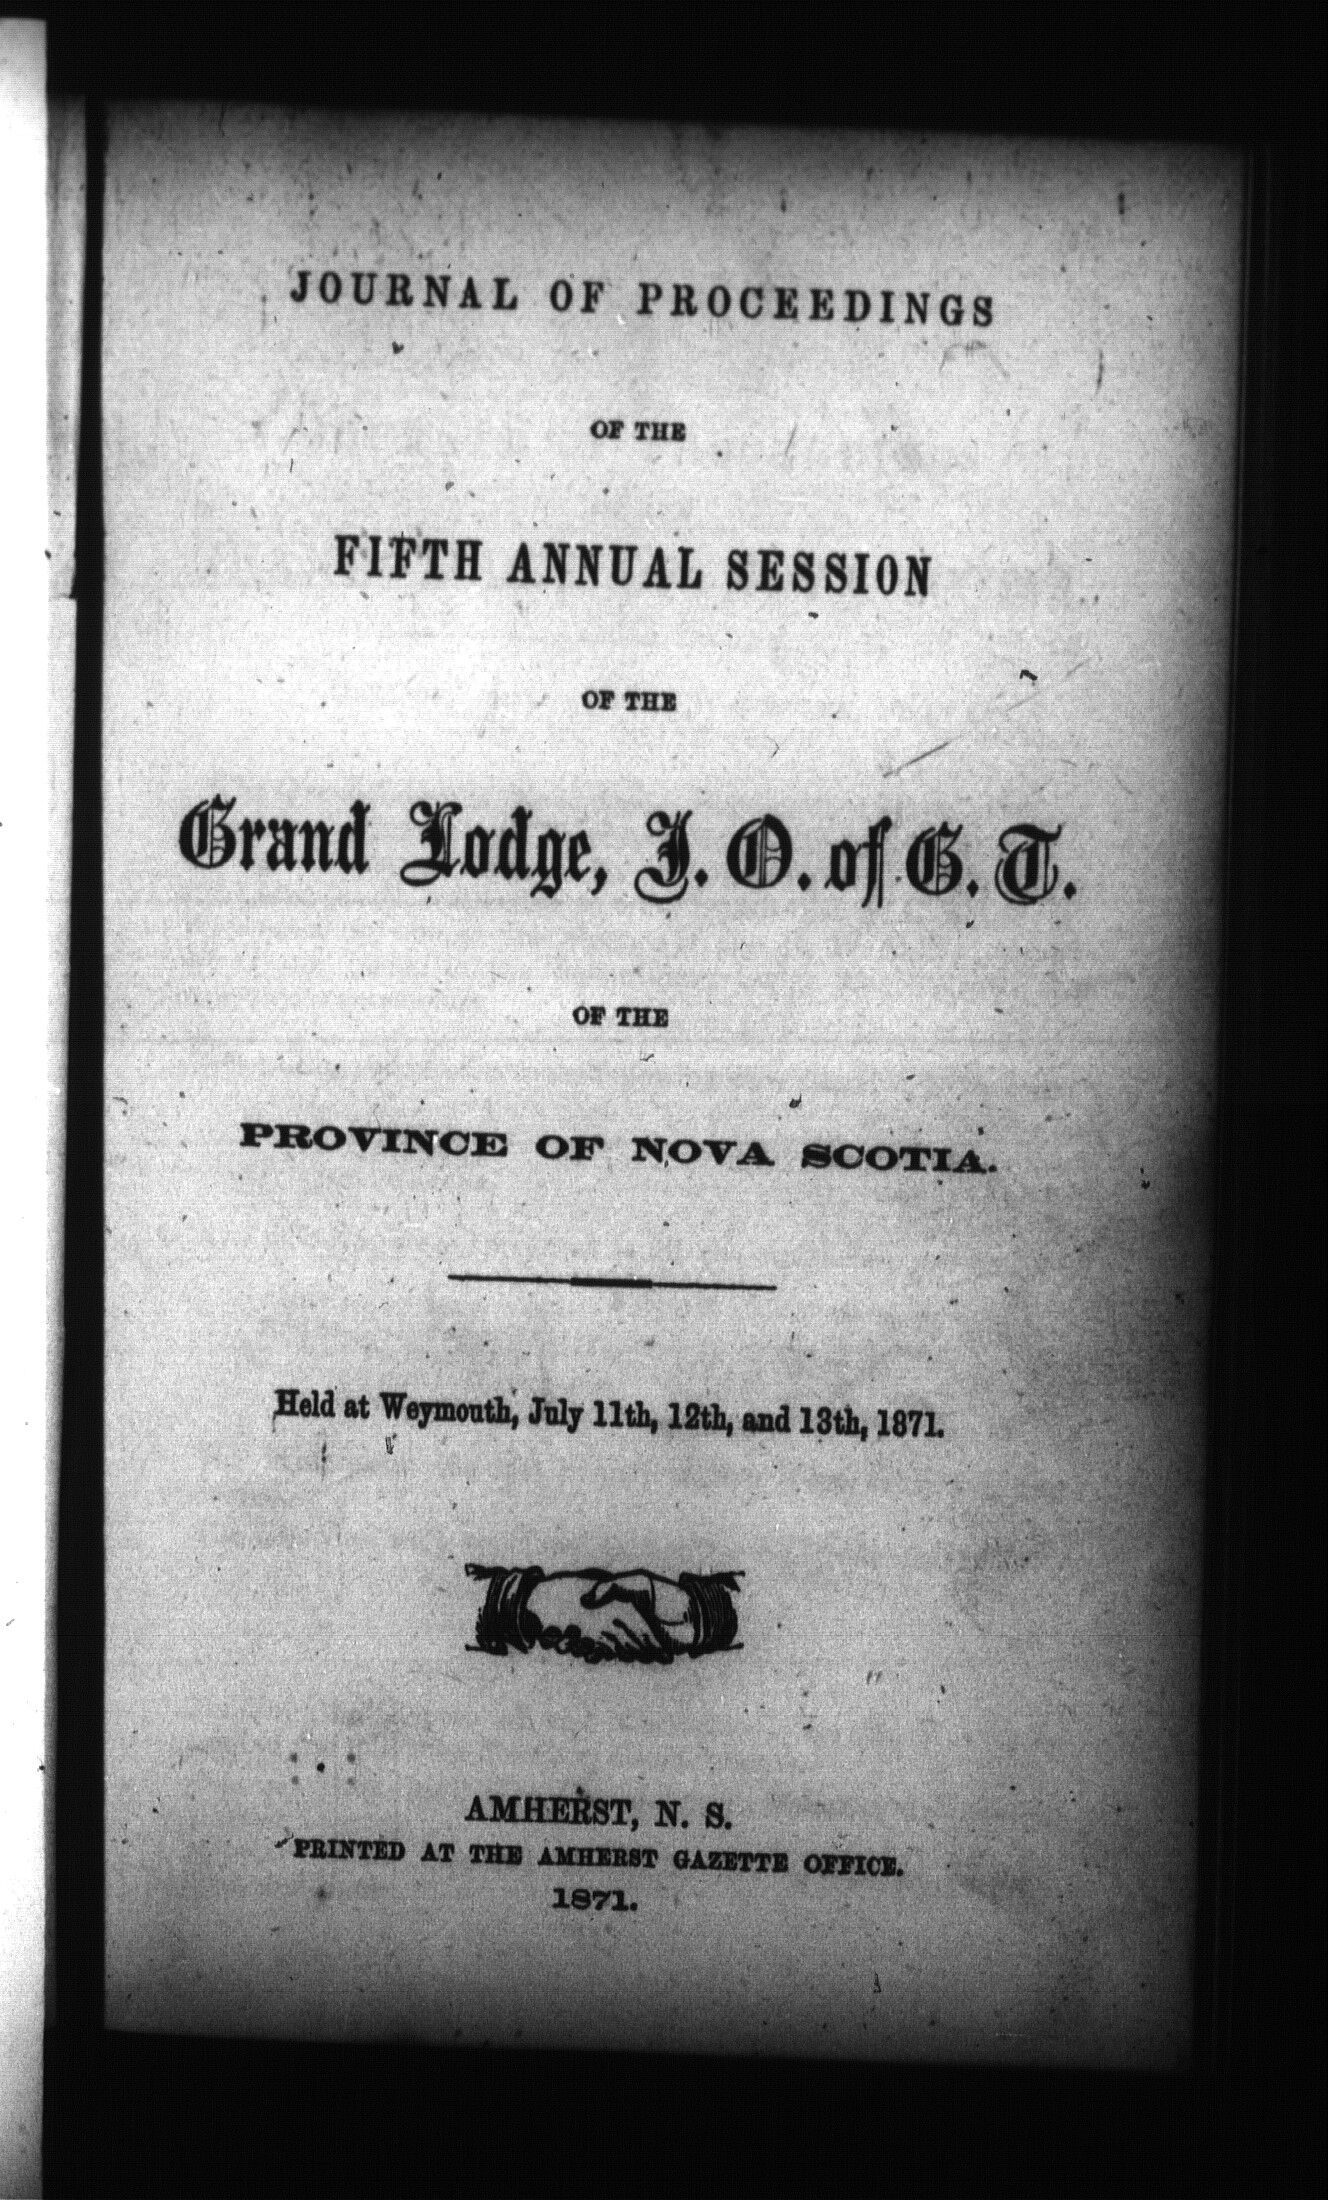 JOURNAL OF PROCEEDINGS
OF THE
FIFTH ANNUAL SESSION
OF THE
Grand Lodge, I. O. of G. T.
OF THE
PROVINCE OF NOVA SCOTIA.
Held at Weymouth, July 11th, 12th, and 13th, 1871.
AMHERST, N. S.
PRINTED AT THE AMHERST GAZETTE OFFICE.
1871.